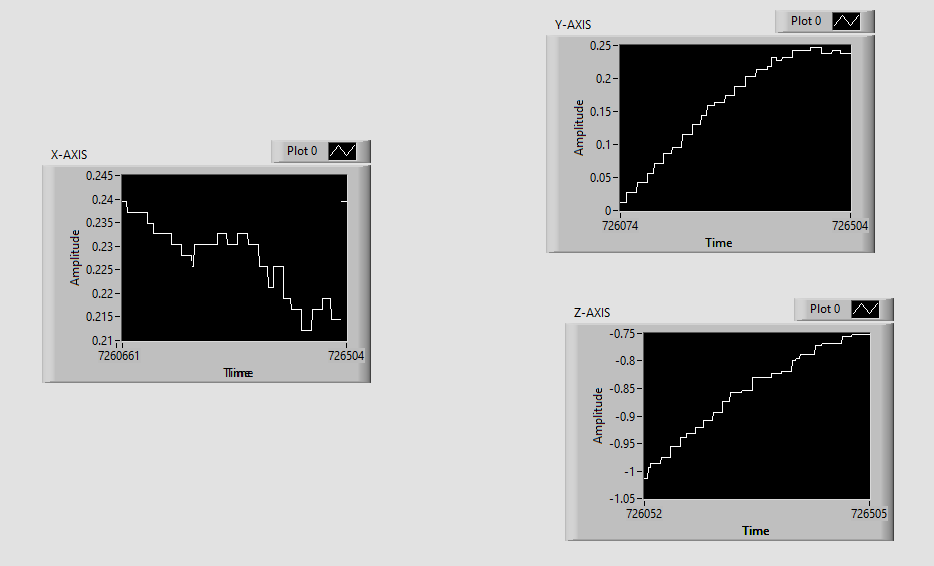 X-AXIS
Plot 0
Amplitude
0.245
0.24
0.235
0.23
0.225
0.22
0.215
0.21
7260661
726504
Time
Y-AXIS
Plot 0
Amplitude
0.25
0.2
0.15
0.1
0.05
0
726074
726504
Time
Z-AXIS
Plot 0
Amplitude
-0.75
-0.8
-0.85
-0.9
-0.95
-1
-1.05
726052
726505
Time